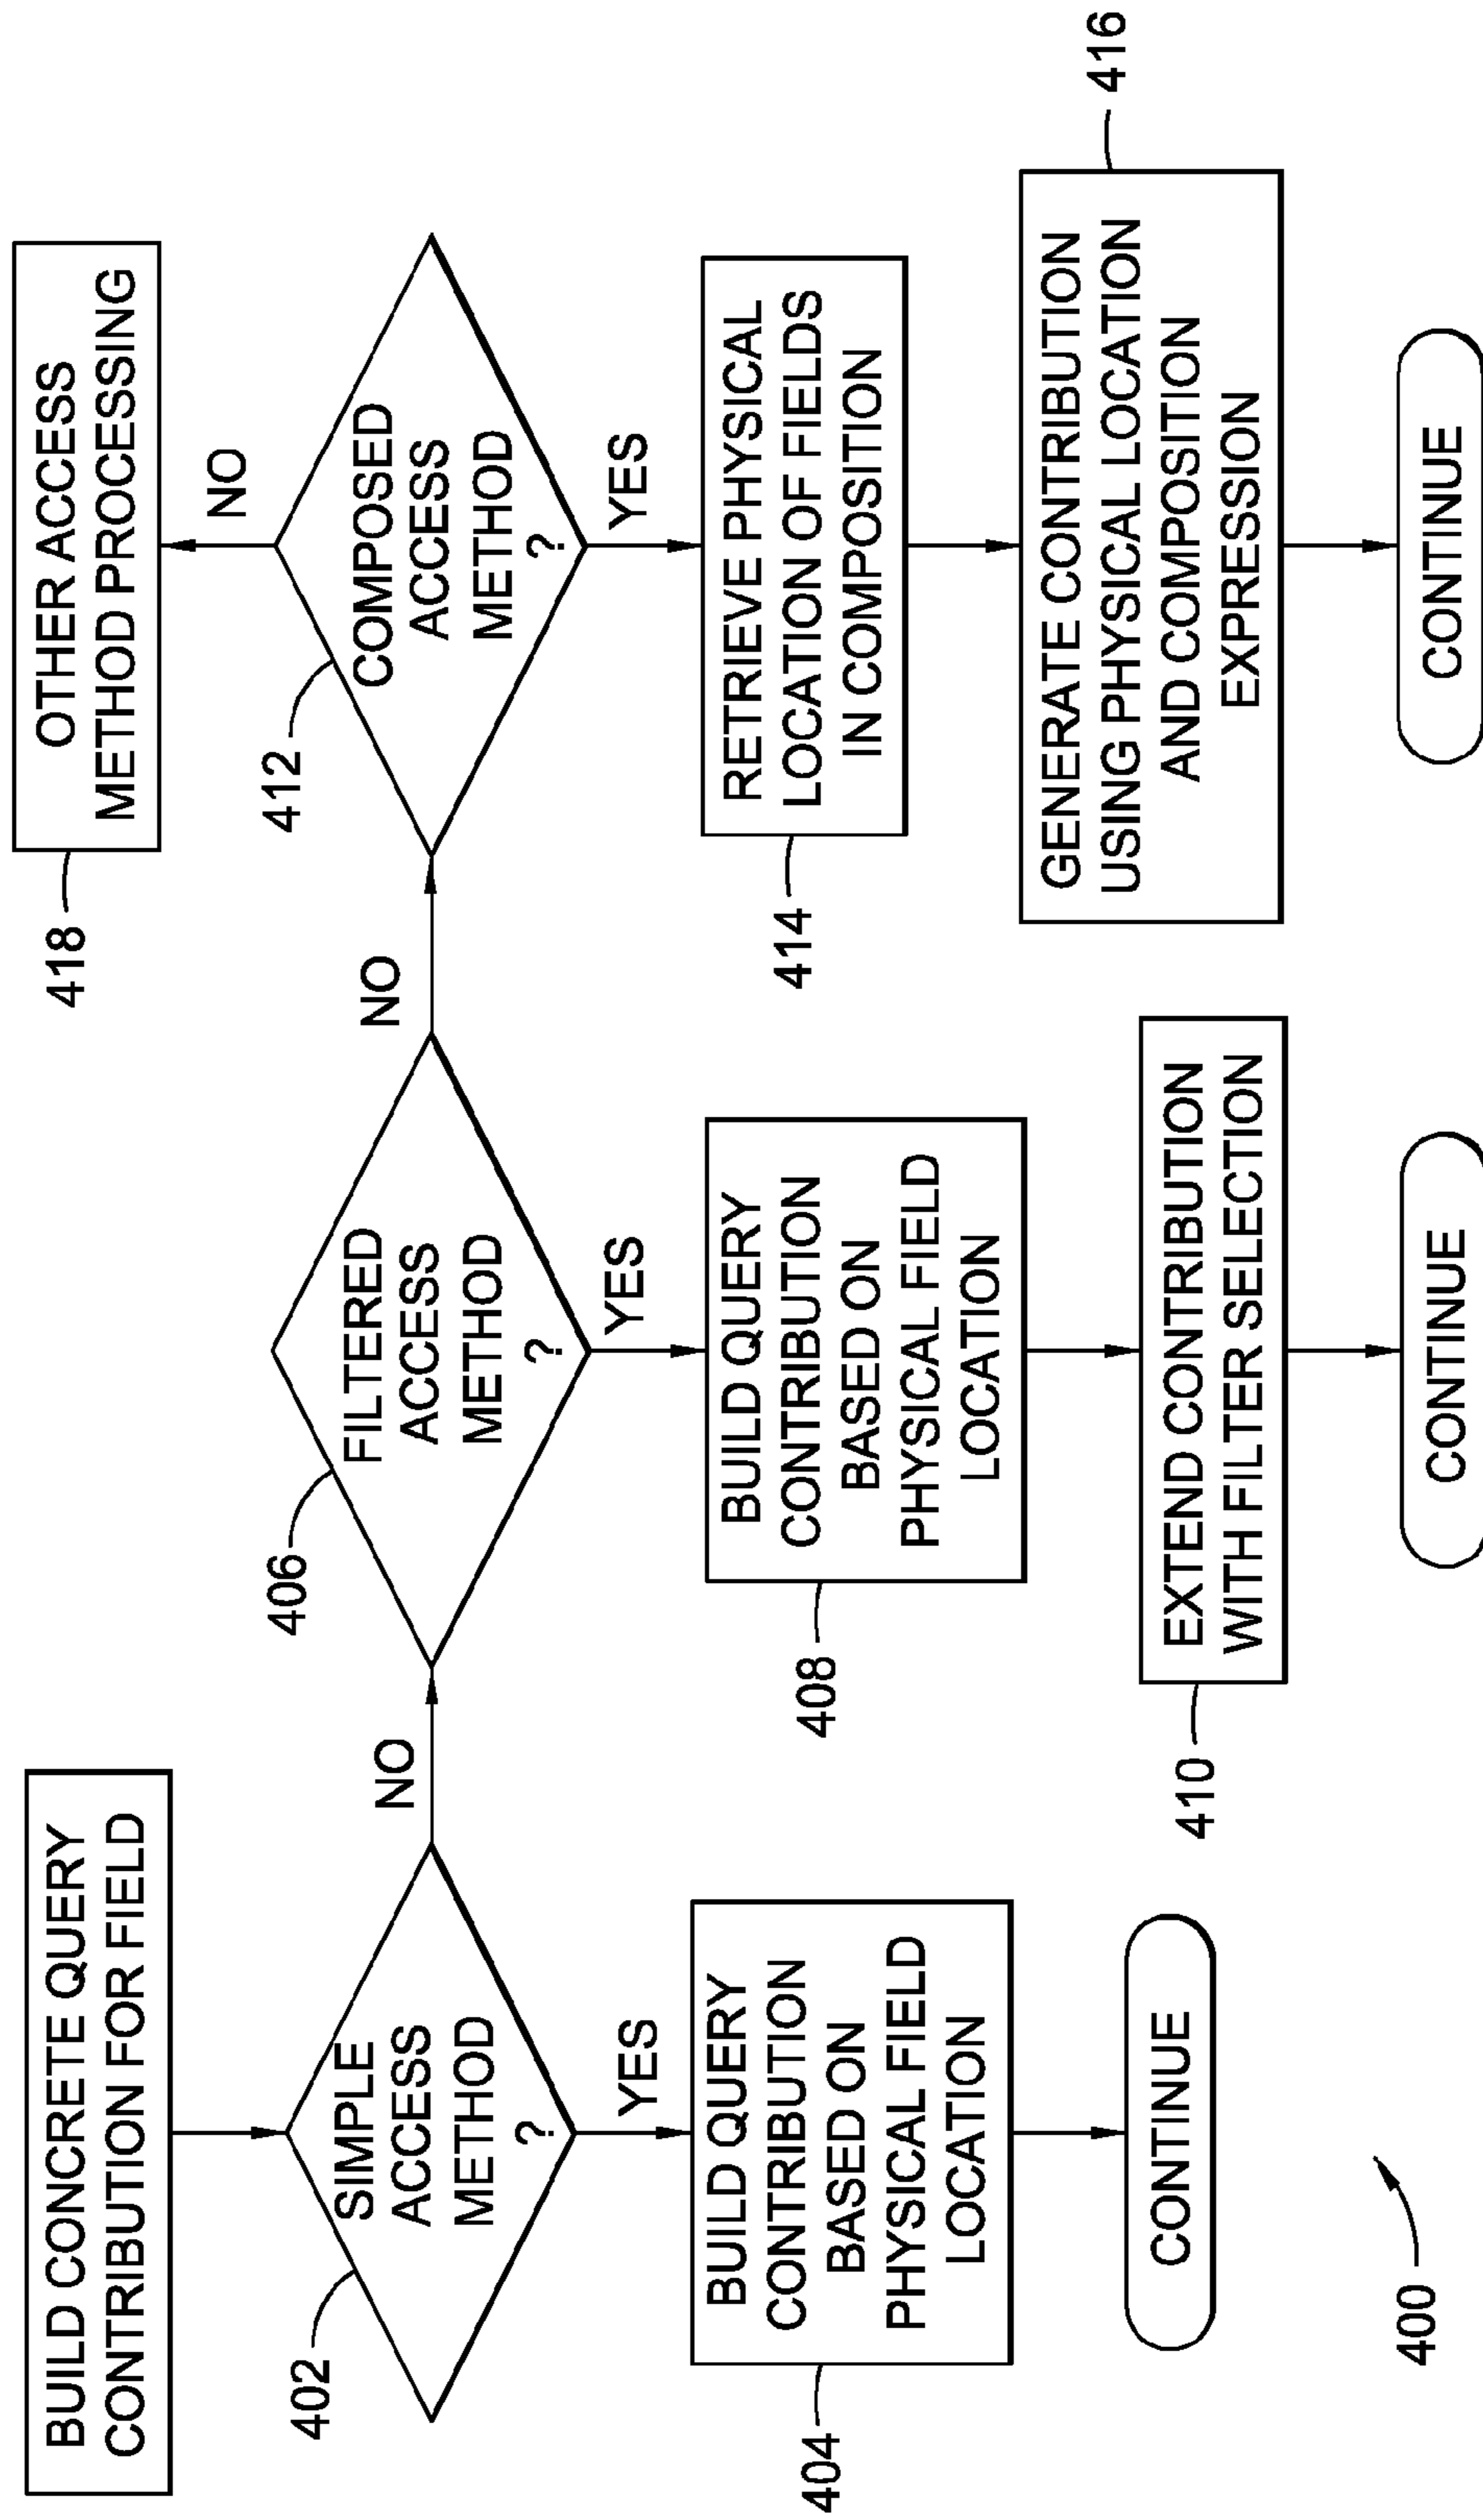 BUILD CONCRETE QUERY
CONTRIBUTION FOR FIELD
402
SIMPLE
ACCESS
METHOD
?
NO
YES
404
BUILD QUERY
CONTRIBUTION
BASED ON
PHYSICAL FIELD
LOCATION
CONTINUE
400
406
FILTERED
ACCESS
METHOD
?
NO
YES
408
BUILD QUERY
CONTRIBUTION
BASED ON
PHYSICAL FIELD
LOCATION
410
EXTEND CONTRIBUTION
WITH FILTER SELECTION
CONTINUE
418
OTHER ACCESS
METHOD PROCESSING
NO
412
COMPOSED
ACCESS
METHOD
?
YES
414
RETRIEVE PHYSICAL
LOCATION OF FIELDS
IN COMPOSITION
416
GENERATE CONTRIBUTION
USING PHYSICAL LOCATION
AND COMPOSITION
EXPRESSION
CONTINUE